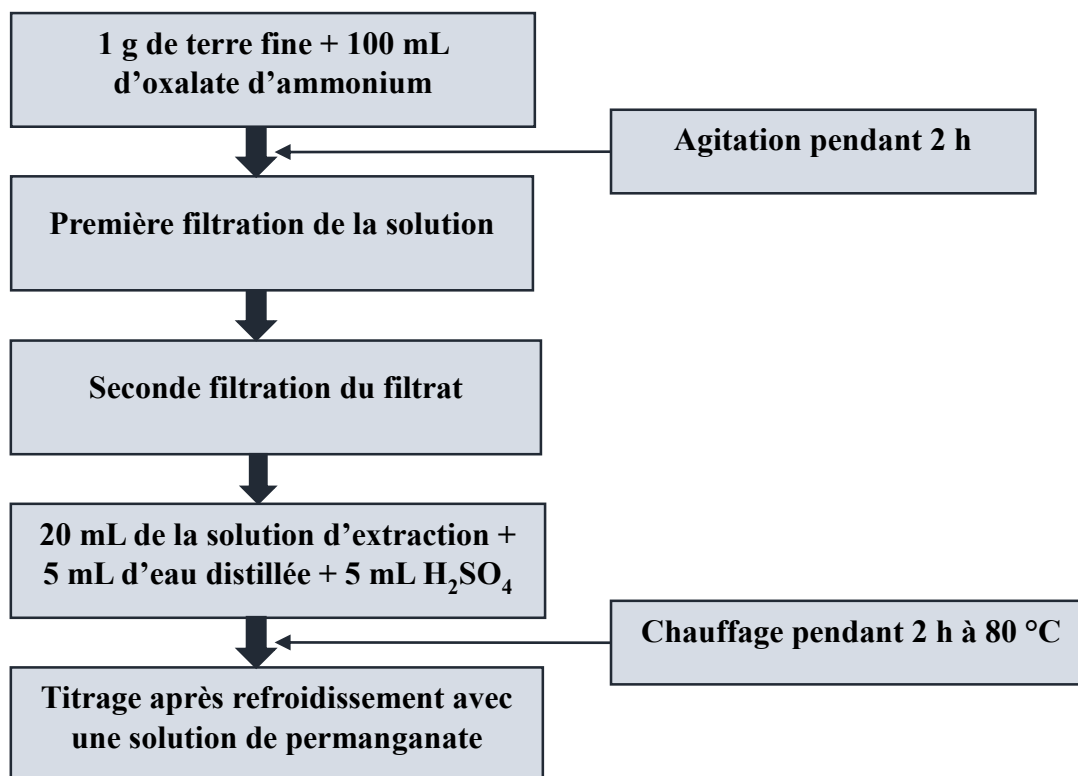 1 g de terre fine + 100 mL
d’oxalate d’ammonium
Agitation pendant 2 h
Première filtration de la solution
Seconde filtration du filtrat
20 mL de la solution d’extraction +
5 mL d’eau distillée + 5 mL H₂SO₄
Chauffage pendant 2 h à 80 °C
Titrage après refroidissement avec
une solution de permanganate